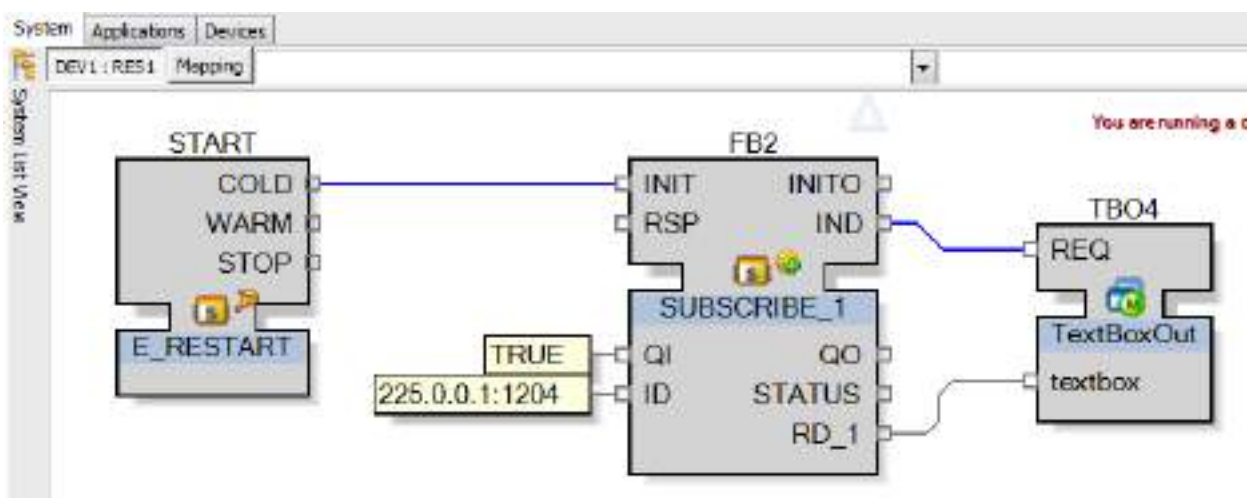 System Applications Devices
DEV1 : RES1 Mapping
System List View
You are running a
START
COLD
WARM
STOP
E_RESTART
FB2
INIT INITO
RSP IND
SUBSCRIBE_1
TRUE QI QO
225.0.0.1:1204 ID STATUS
RD_1
TBO4
REQ
TextBoxOut
textbox